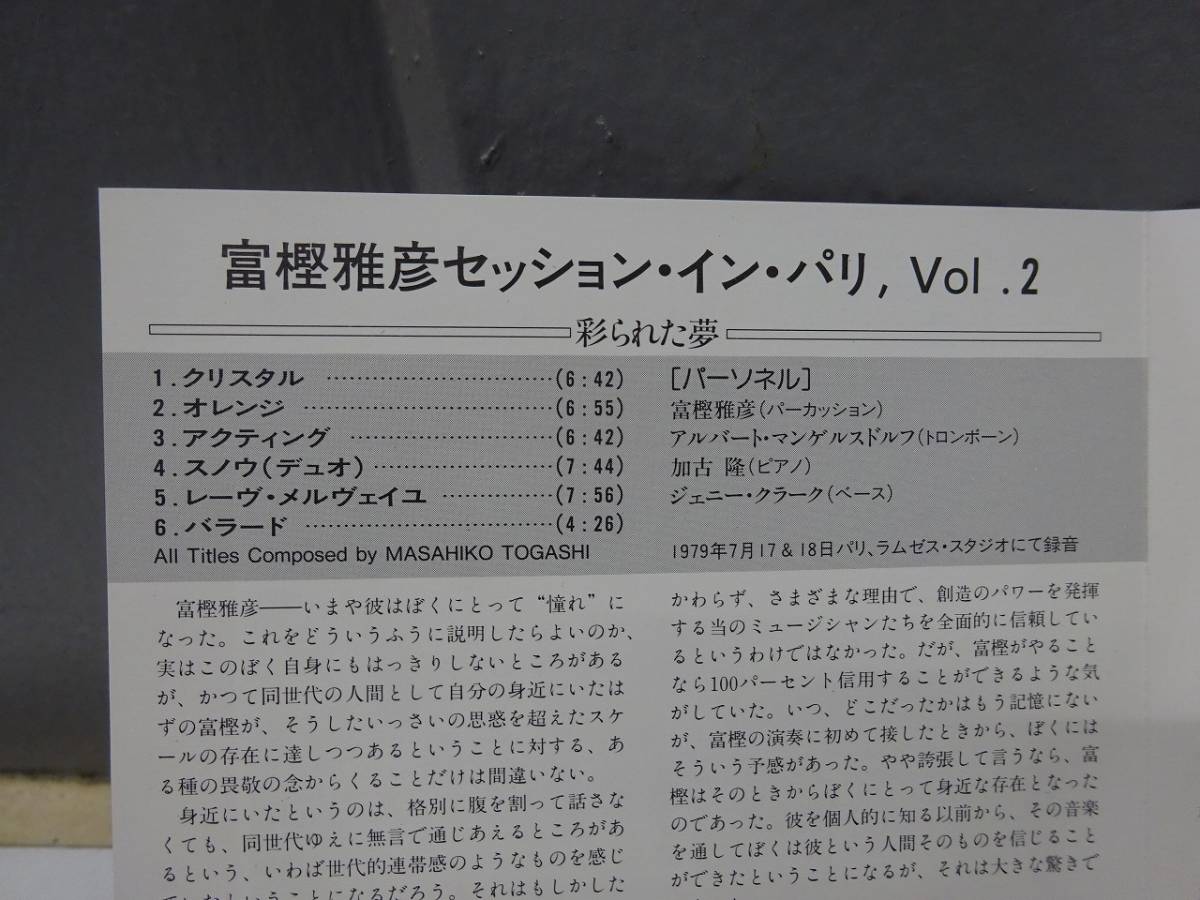 富樫雅彦セッション・イン・パリ, Vol .2
彩られた夢
1.クリスタル ……………………………(6:42)
2.オレンジ ………………………………(6:55)
3.アクティング …………………………(6:42)
4.スノウ(デュオ)………………………(7:44)
5.レーヴ・メルヴェイユ ………………(7:56)
6.バラード ………………………………(4:26)
All Titles Composed by MASAHIKO TOGASHI
[パーソネル]
富樫雅彦(パーカッション)
アルバート・マンゲルスドルフ(トロンボーン)
加古 隆(ピアノ)
ジェニー・クラーク(ベース)
1979年7月17&18日パリ、ラムゼス・スタジオにて録音
富樫雅彦――いまや彼はぼくにとって“憧れ”に
なった。これをどういうふうに説明したらよいのか、
実はこのぼく自身にもはっきりしないところがある
が、かつて同世代の人間として自分の身近にいたは
ずの富樫が、そうしたいっさいの思惑を超えたスケ
ールの存在に達しつつあるということに対する、あ
る種の畏敬の念からくることだけは間違いない。
身近にいたというのは、格別に腹を割って話さな
くても、同世代ゆえに無言で通じあえるところがあ
るという、いわば世代的連帯感のようなものを感じ
ていたということになるだろう。それはもしかした
かわらず、さまざまな理由で、創造のパワーを発揮
する当のミュージシャンたちを全面的に信頼してい
るというわけではなかった。だが、富樫がやること
なら100パーセント信用することができるような気
がしていた。いつ、どこだったかはもう記憶にない
が、富樫の演奏に初めて接したときから、ぼくには
そういう予感があった。やや誇張して言うなら、富
樫はそのときからぼくにとって身近な存在となった
のであった。彼を個人的に知る以前から、その音楽
を通してぼくは彼という人間そのものを信じること
ができたということになるが、それは大きな驚きで